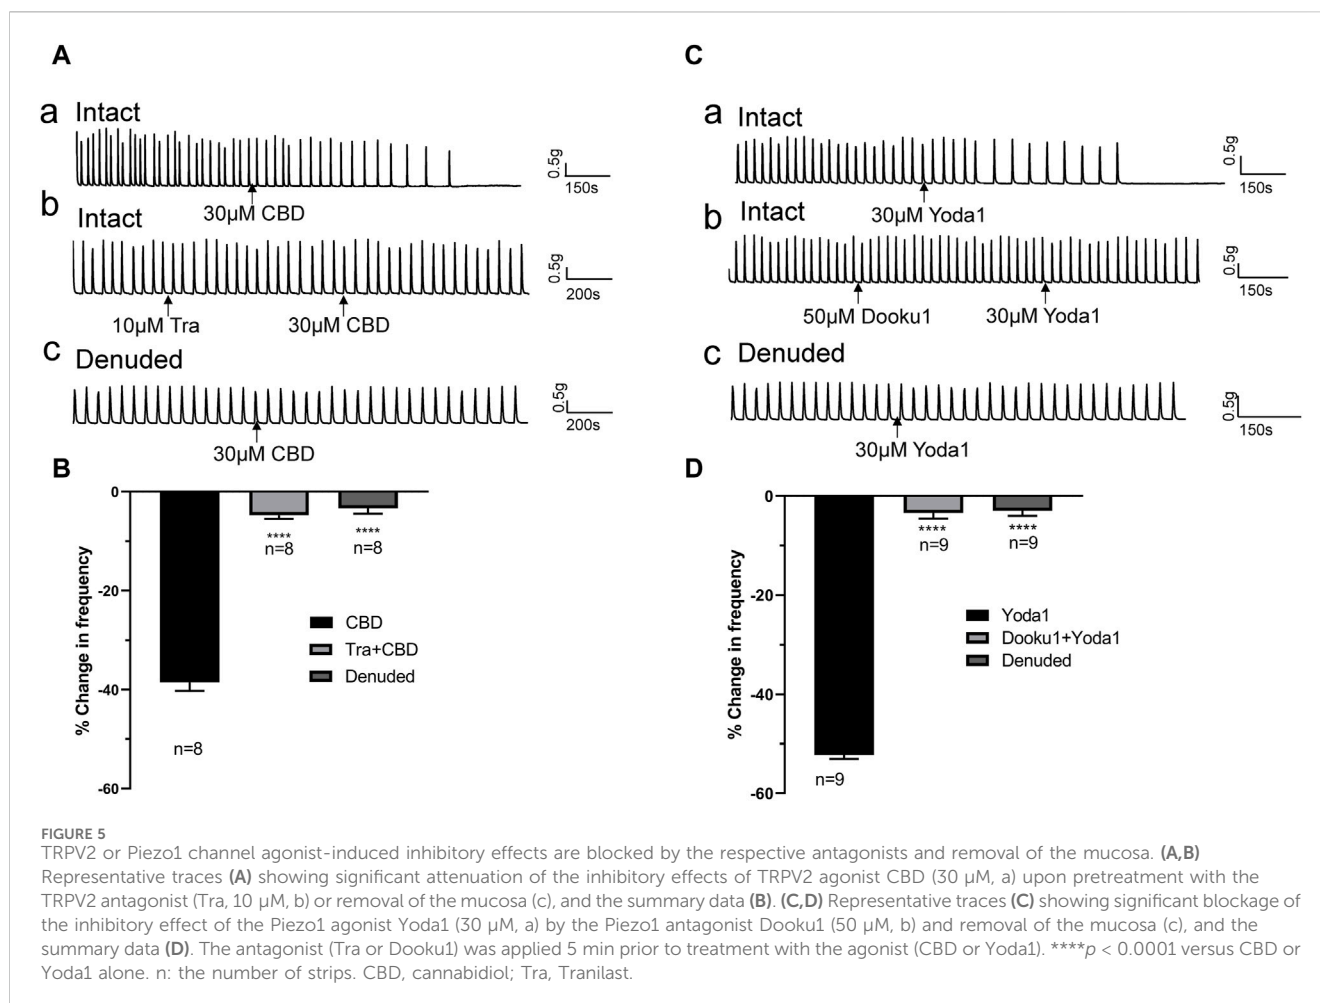 A
a Intact
0.5g
150s
30µM CBD
b Intact
0.5g
200s
10µM Tra
30µM CBD
c Denuded
0.5g
200s
30µM CBD
C
a Intact
0.5g
150s
30µM Yoda1
b Intact
0.5g
150s
50µM Dooku1
30µM Yoda1
c Denuded
0.5g
150s
30µM Yoda1
B
% Change in frequency
0
-20
-40
-60
n=8
****
n=8
****
n=8
CBD
Tra+CBD
Denuded
D
% Change in frequency
0
-20
-40
-60
n=9
****
n=9
****
n=9
Yoda1
Dooku1+Yoda1
Denuded
FIGURE 5
TRPV2 or Piezo1 channel agonist-induced inhibitory effects are blocked by the respective antagonists and removal of the mucosa. (A,B)
Representative traces (A) showing significant attenuation of the inhibitory effects of TRPV2 agonist CBD (30 µM, a) upon pretreatment with the
TRPV2 antagonist (Tra, 10 µM, b) or removal of the mucosa (c), and the summary data (B). (C,D) Representative traces (C) showing significant blockage of
the inhibitory effect of the Piezo1 agonist Yoda1 (30 µM, a) by the Piezo1 antagonist Dooku1 (50 µM, b) and removal of the mucosa (c), and the
summary data (D). The antagonist (Tra or Dooku1) was applied 5 min prior to treatment with the agonist (CBD or Yoda1). ****p < 0.0001 versus CBD or
Yoda1 alone. n: the number of strips. CBD, cannabidiol; Tra, Tranilast.